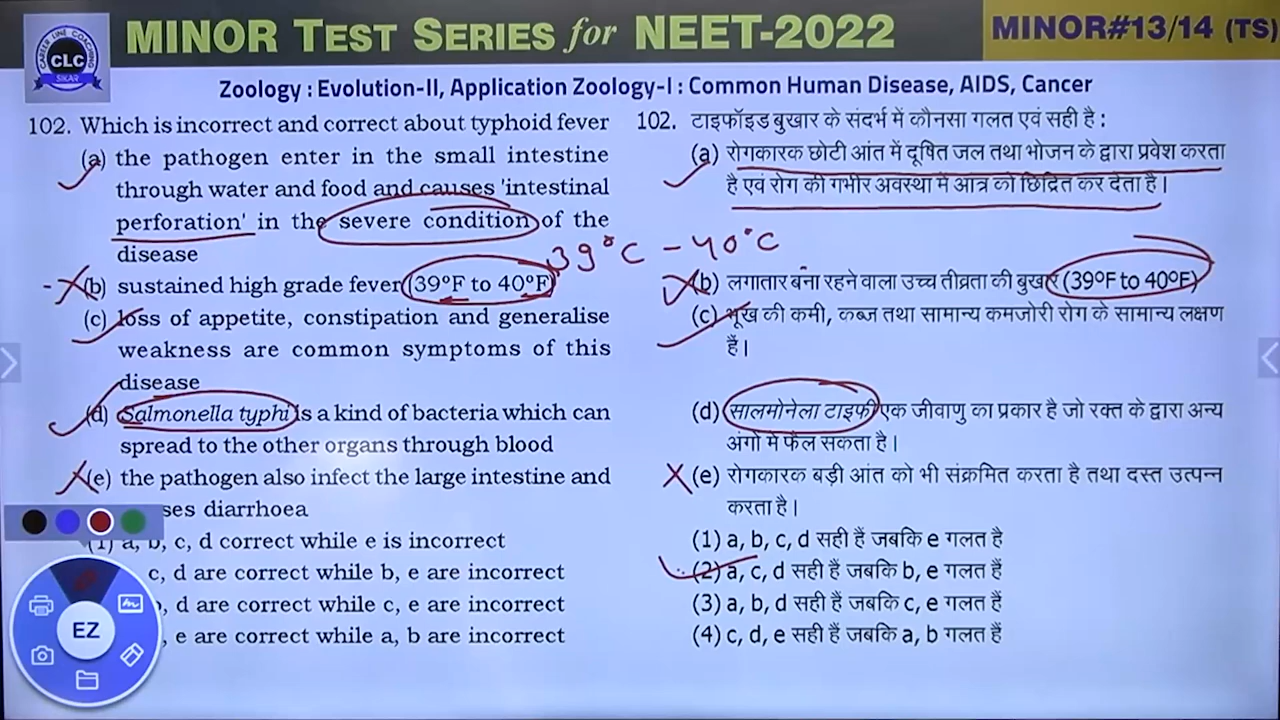 CAREER LINE COACHING
CLC
SIKAR
MINOR TEST SERIES for NEET-2022
MINOR#13/14 (TS)
Zoology : Evolution-II, Application Zoology-I : Common Human Disease, AIDS, Cancer
102. Which is incorrect and correct about typhoid fever
(a) the pathogen enter in the small intestine
through water and food and causes 'intestinal
perforation' in the severe condition of the
disease
39°C - 40°C
(b) sustained high grade fever (39ºF to 40ºF)
(c) loss of appetite, constipation and generalise
weakness are common symptoms of this
disease
(d) Salmonella typhi is a kind of bacteria which can
spread to the other organs through blood
(e) the pathogen also infect the large intestine and
ses diarrhoea
(1) a, b, c, d correct while e is incorrect
c, d are correct while b, e are incorrect
, d are correct while c, e are incorrect
, e are correct while a, b are incorrect
EZ
102. टाइफॉइड बुखार के संदर्भ में कौनसा गलत एवं सही है :
(a) रोगकारक छोटी आंत में दूषित जल तथा भोजन के द्वारा प्रवेश करता
है एवं रोग की गंभीर अवस्था में आत्र को छिद्रित कर देता है।
(b) लगातार बना रहने वाला उच्च तीव्रता की बुखार (39ºF to 40ºF)
(c) भूख की कमी, कब्ज तथा सामान्य कमजोरी रोग के सामान्य लक्षण
हैं।
(d) सालमोनेला टाइफी एक जीवाणु का प्रकार है जो रक्त के द्वारा अन्य
अंगों में फैल सकता है।
(e) रोगकारक बड़ी आंत को भी संक्रमित करता है तथा दस्त उत्पन्न
करता है।
(1) a, b, c, d सही हैं जबकि e गलत है
(2) a, c, d सही हैं जबकि b, e गलत हैं
(3) a, b, d सही हैं जबकि c, e गलत हैं
(4) c, d, e सही हैं जबकि a, b गलत हैं